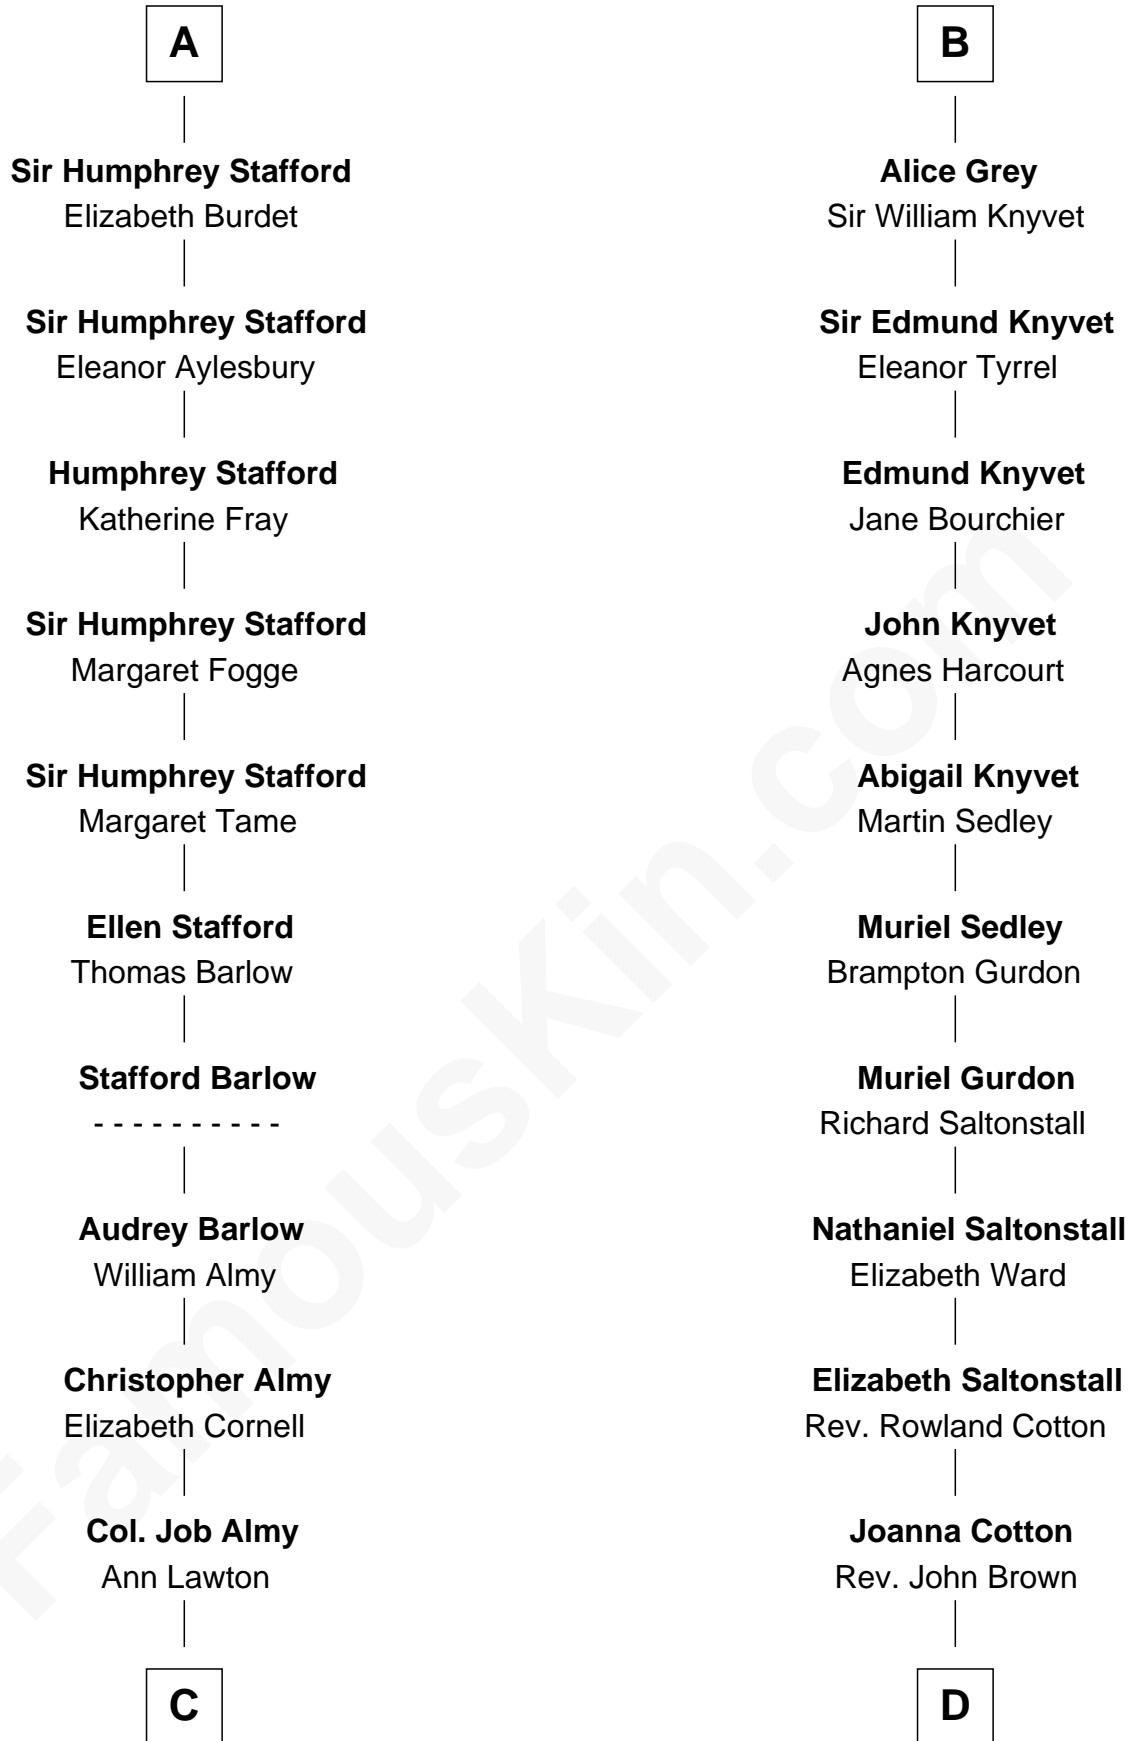 A
Sir Humphrey Stafford
Elizabeth Burdet
Sir Humphrey Stafford
Eleanor Aylesbury
Humphrey Stafford
Katherine Fray
Sir Humphrey Stafford
Margaret Fogge
Sir Humphrey Stafford
Margaret Tame
Ellen Stafford
Thomas Barlow
Stafford Barlow
- - - - - - - - - -
Audrey Barlow
William Almy
Christopher Almy
Elizabeth Cornell
Col. Job Almy
Ann Lawton
C
B
Alice Grey
Sir William Knyvet
Sir Edmund Knyvet
Eleanor Tyrrel
Edmund Knyvet
Jane Bourchier
John Knyvet
Agnes Harcourt
Abigail Knyvet
Martin Sedley
Muriel Sedley
Brampton Gurdon
Muriel Gurdon
Richard Saltonstall
Nathaniel Saltonstall
Elizabeth Ward
Elizabeth Saltonstall
Rev. Rowland Cotton
Joanna Cotton
Rev. John Brown
D
FamousKin.com